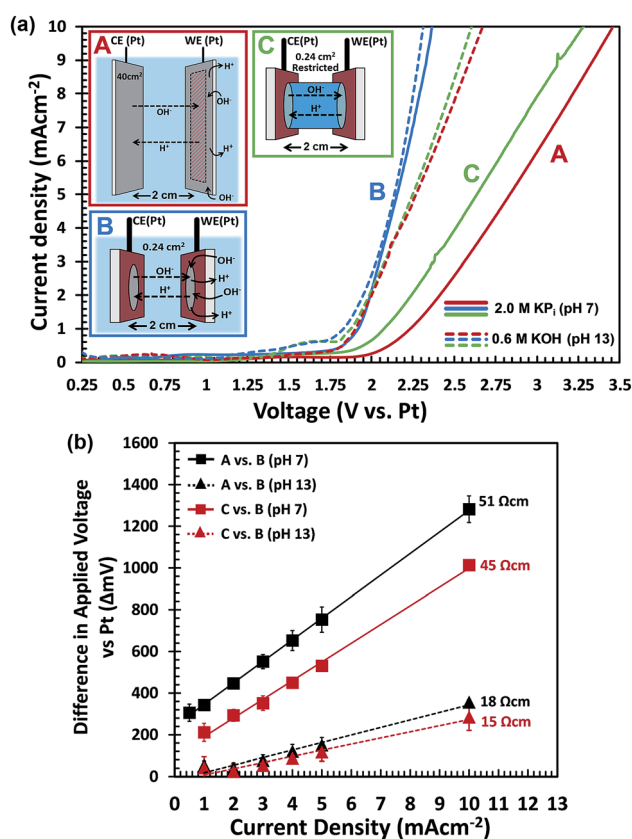 (a)
10
9
8
7
6
5
4
3
2
1
0
Current density (mAcm⁻²)
A
CE (Pt)
WE (Pt)
40cm²
H⁺
OH⁻
OH⁻
H⁺
H⁺
2 cm
OH⁻
B
CE(Pt)
WE(Pt)
0.24 cm²
OH⁻
OH⁻
H⁺
H⁺
OH⁻
H⁺
2 cm
C
CE(Pt)
WE(Pt)
0.24 cm²
Restricted
OH⁻
H⁺
2 cm
B
C
A
2.0 M KPᵢ (pH 7)
0.6 M KOH (pH 13)
0.25 0.5 0.75 1 1.25 1.5 1.75 2 2.25 2.5 2.75 3 3.25 3.5
Voltage (V vs. Pt)
(b)
1600
1400
1200
1000
800
600
400
200
0
Difference in Applied Voltage
vs Pt (ΔmV)
A vs. B (pH 7)
A vs. B (pH 13)
C vs. B (pH 7)
C vs. B (pH 13)
51 Ωcm
45 Ωcm
18 Ωcm
15 Ωcm
0 1 2 3 4 5 6 7 8 9 10 11 12 13
Current Density (mAcm⁻²)